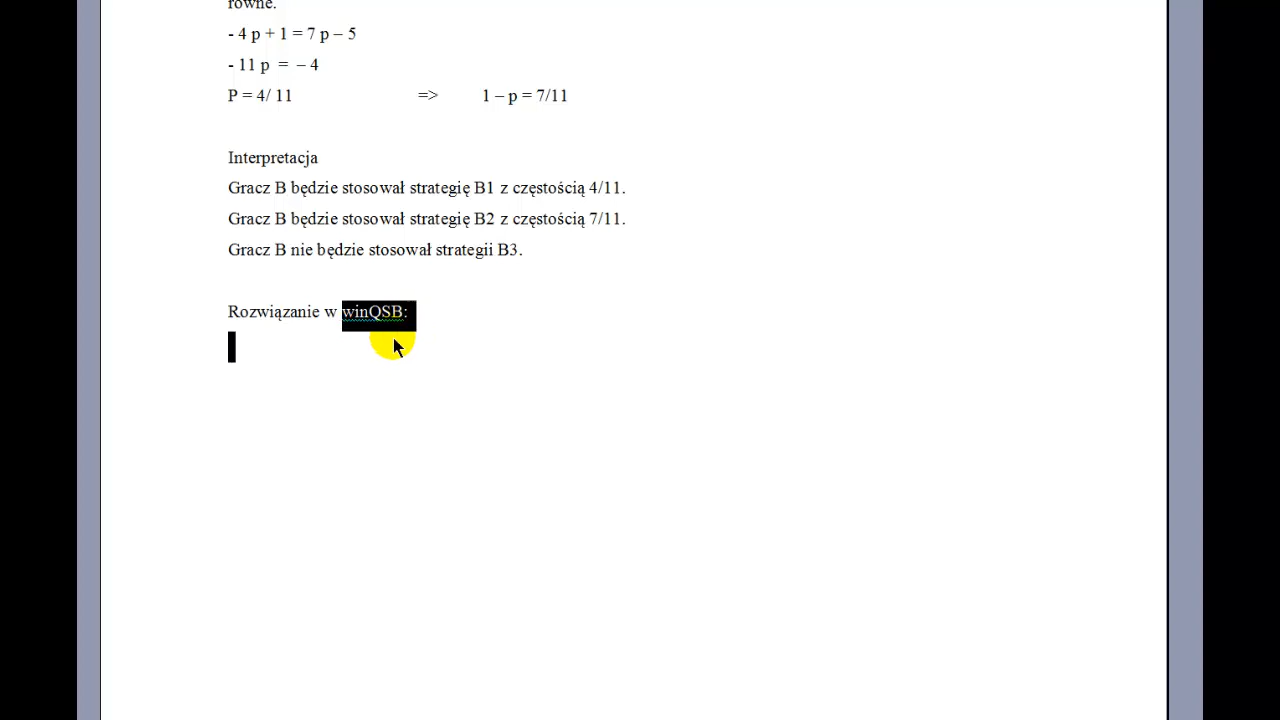 równe.
- 4 p + 1 = 7 p – 5
- 11 p = – 4
P = 4/ 11 => 1 – p = 7/11
Interpretacja
Gracz B będzie stosował strategię B1 z częstością 4/11.
Gracz B będzie stosował strategię B2 z częstością 7/11.
Gracz B nie będzie stosował strategii B3.
Rozwiązanie w winQSB: